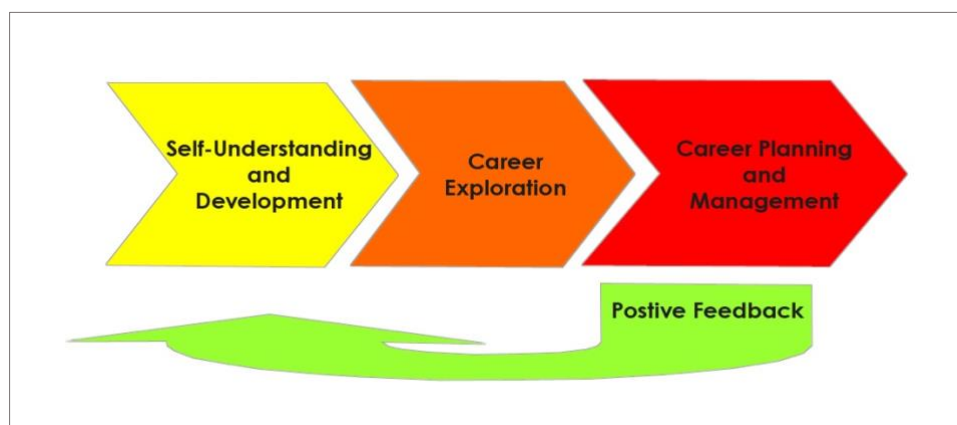 Self-Understanding
and
Development
Career
Exploration
Career Planning
and
Management
Postive Feedback